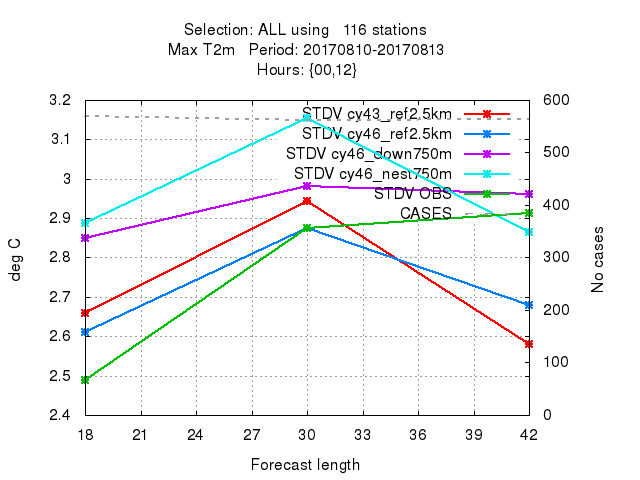 Selection: ALL using   116 stations
Max T2m   Period: 20170810-20170813
Hours: {00,12}
3.2
3.1
3
2.9
2.8
2.7
2.6
2.5
2.4
deg C
STDV cy43_ref2.5km
STDV cy46_ref2.5km
STDV cy46_down750m
STDV cy46_nest750m
STDV OBS
CASES
600
500
400
300
200
100
0
No cases
18 21 24 27 30 33 36 39 42
Forecast length